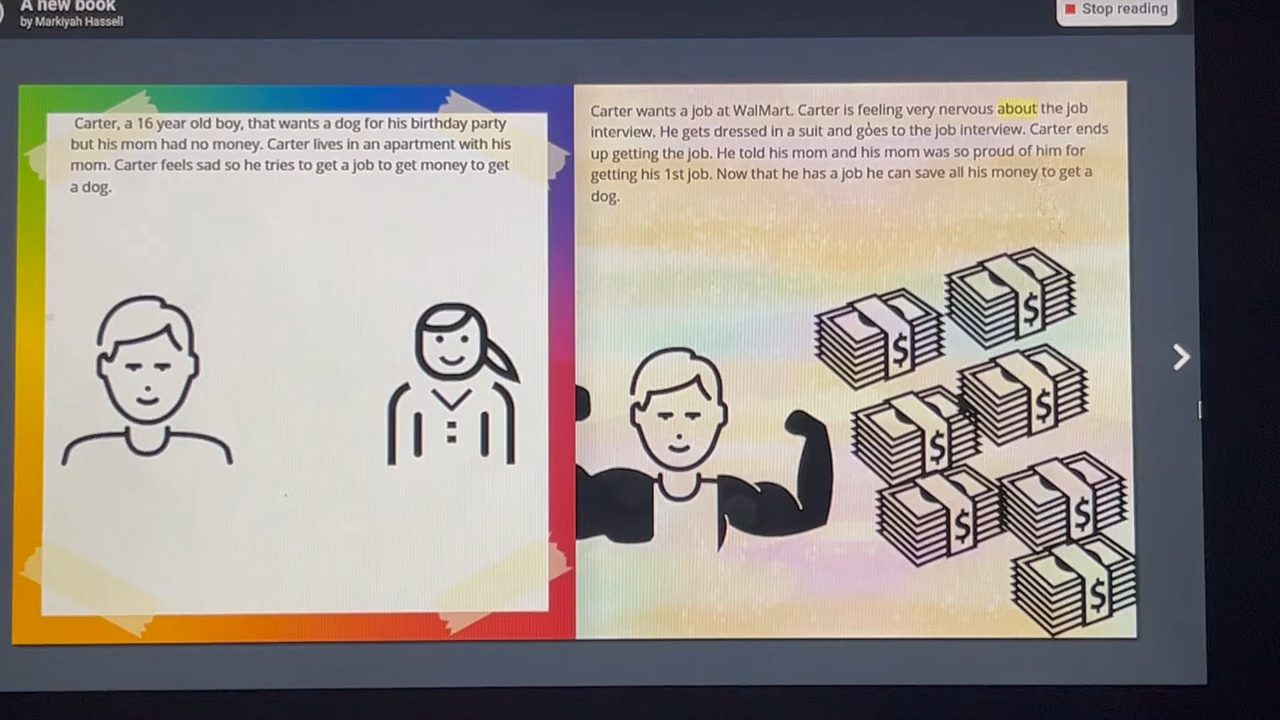 A new book
by Markiyah Hassell
Stop reading
Carter, a 16 year old boy, that wants a dog for his birthday party
but his mom had no money. Carter lives in an apartment with his
mom. Carter feels sad so he tries to get a job to get money to get
a dog.
Carter wants a job at WalMart. Carter is feeling very nervous about the job
interview. He gets dressed in a suit and goes to the job interview. Carter ends
up getting the job. He told his mom and his mom was so proud of him for
getting his 1st job. Now that he has a job he can save all his money to get a
dog.
$
$
$
$
$
$
$